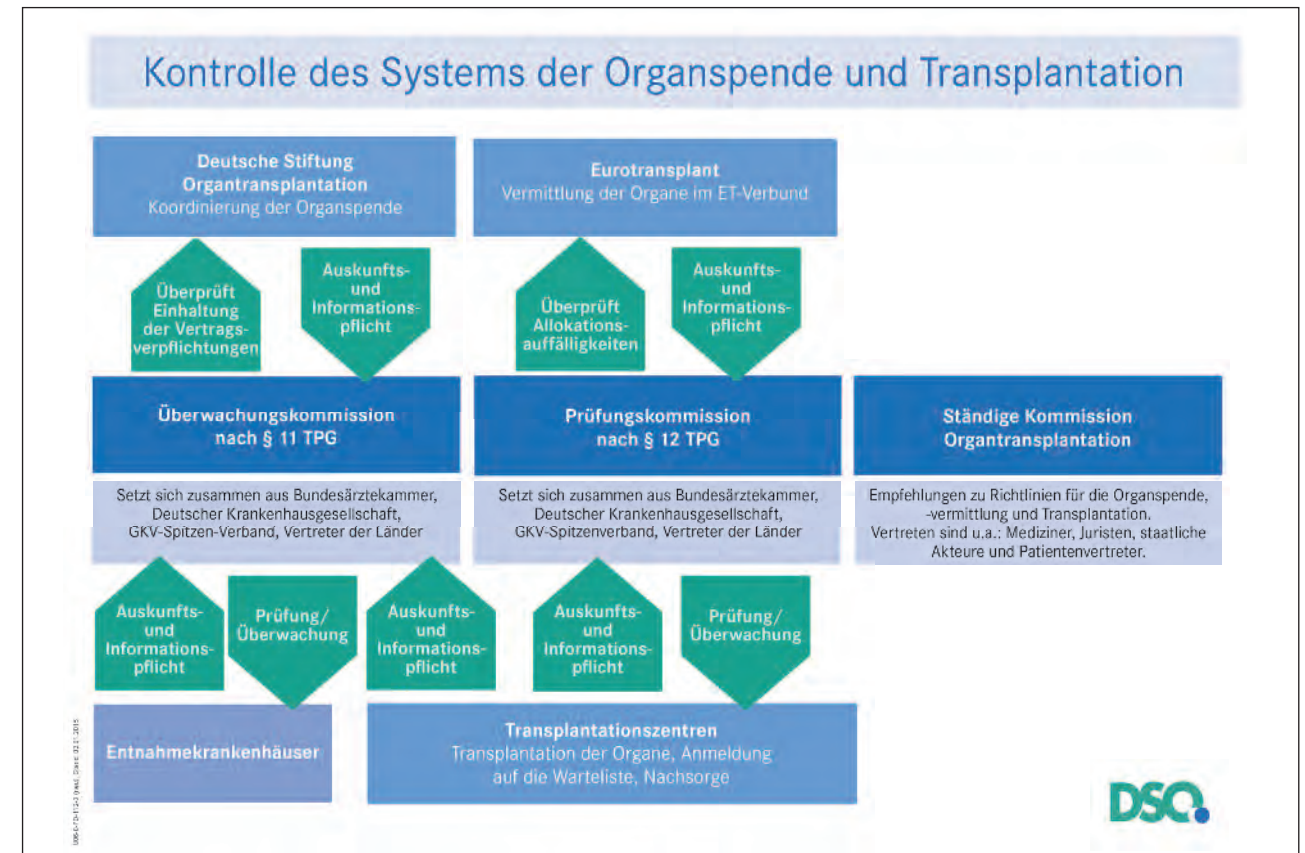 Kontrolle des Systems der Organspende und Transplantation
Deutsche Stiftung
Organtransplantation
Koordinierung der Organspende
Eurotransplant
Vermittlung der Organe im ET-Verbund
Überprüft
Einhaltung
der Vertrags-
verpflichtungen
Auskunfts-
und
Informations-
pflicht
Überprüft
Allokations-
auffälligkeiten
Auskunfts-
und
Informations-
pflicht
Überwachungskommission
nach § 11 TPG
Prüfungskommission
nach § 12 TPG
Ständige Kommission
Organtransplantation
Setzt sich zusammen aus Bundesärztekammer,
Deutscher Krankenhausgesellschaft,
GKV-Spitzen-Verband, Vertreter der Länder
Setzt sich zusammen aus Bundesärztekammer,
Deutscher Krankenhausgesellschaft,
GKV-Spitzenverband, Vertreter der Länder
Empfehlungen zu Richtlinien für die Organspende,
-vermittlung und Transplantation.
Vertreten sind u.a.: Mediziner, Juristen, staatliche
Akteure und Patientenvertreter.
Auskunfts-
und
Informations-
pflicht
Prüfung/
Überwachung
Auskunfts-
und
Informations-
pflicht
Auskunfts-
und
Informations-
pflicht
Prüfung/
Überwachung
Entnahmekrankenhäuser
Transplantationszentren
Transplantation der Organe, Anmeldung
auf die Warteliste, Nachsorge
DSO